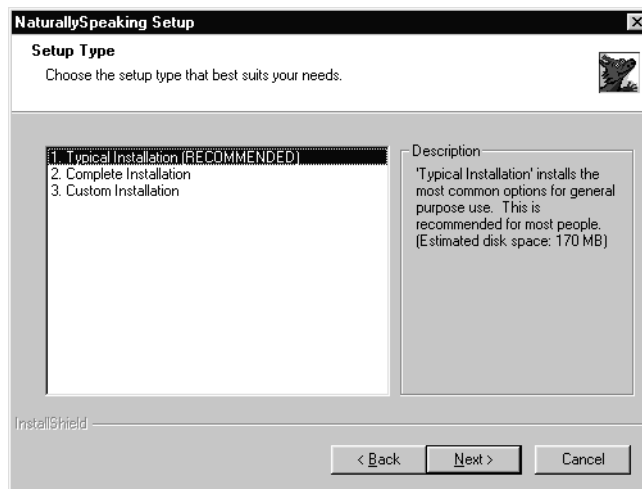 NaturallySpeaking Setup
Setup Type
Choose the setup type that best suits your needs.
1. Typical Installation (RECOMMENDED)
2. Complete Installation
3. Custom Installation
Description
'Typical Installation' installs the
most common options for general
purpose use. This is
recommended for most people.
(Estimated disk space: 170 MB)
InstallShield
< Back
Next >
Cancel